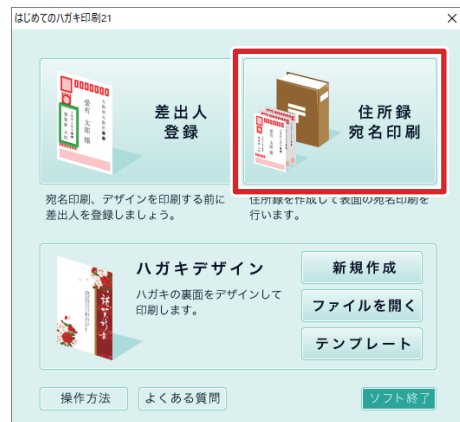 はじめてのハガキ印刷21
差出人
登録
住所録
宛名印刷
宛名印刷、デザインを印刷する前に
差出人を登録しましょう。
住所録を作成して表面の宛名印刷を
行います。
ハガキデザイン
ハガキの裏面をデザインして
印刷します。
新規作成
ファイルを開く
テンプレート
操作方法
よくある質問
ソフト終了